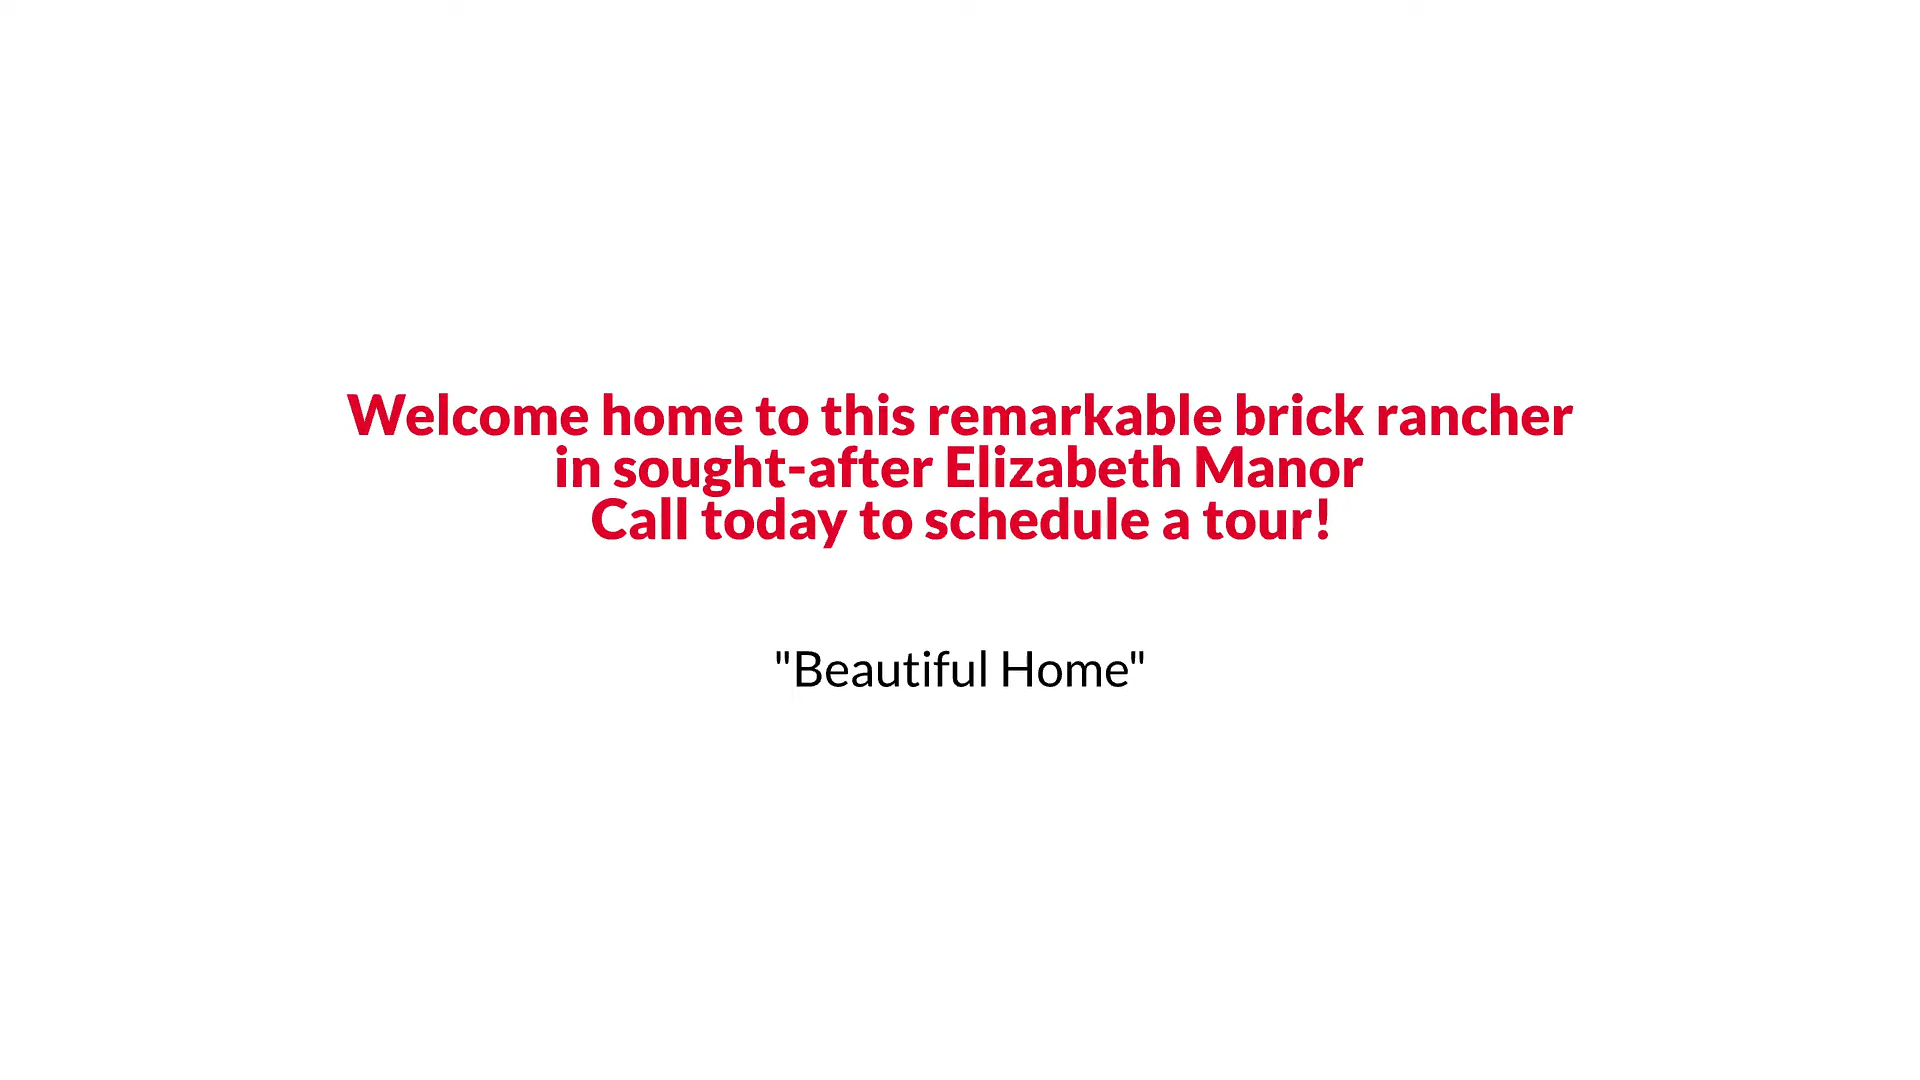 Welcome home to this remarkable brick rancher
in sought-after Elizabeth Manor
Call today to schedule a tour!
"Beautiful Home"